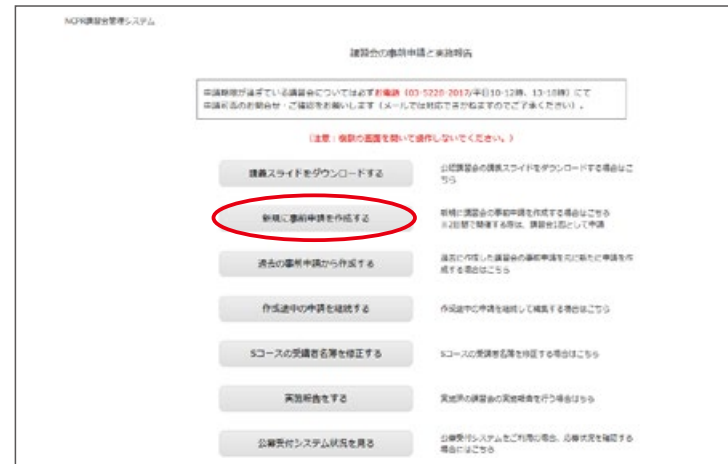 NCPR講習会管理システム
講習会の事前申請と実施報告
申請期限が過ぎている講習会については必ずお電話（03-5228-2017/平日10-12時、13-18時）にて
申請可否のお問合せ・ご確認をお願いします（メールでは対応できかねますのでご了承ください）。
（注意：複数の画面を開いて操作しないでください。）
講義スライドをダウンロードする
公認講習会の講義スライドをダウンロードする場合はこ
ちら
新規に事前申請を作成する
新規に講習会の事前申請を作成する場合はこちら
※2日間で開催する際は、講習会1回として申請
過去の事前申請から作成する
過去に作成した講習会の事前申請を元に新たに申請を作
成する場合はこちら
作成途中の申請を継続する
作成途中の申請を継続して編集する場合はこちら
Sコースの受講者名簿を修正する
Sコースの受講者名簿を修正する場合はこちら
実施報告をする
実施済の講習会の実施報告を行う場合はちら
公募受付システム状況を見る
公募受付システムをご利用の場合、応募状況を確認する
場合にはこちら